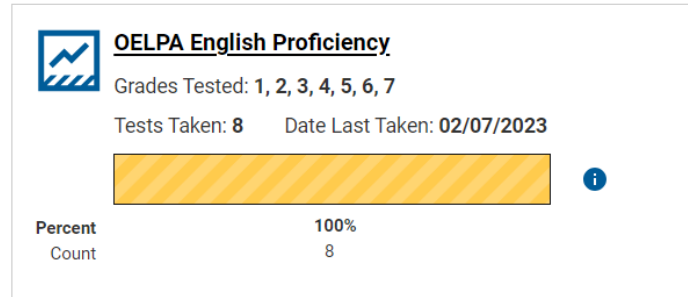 OELPA English Proficiency
Grades Tested: 1, 2, 3, 4, 5, 6, 7
Tests Taken: 8 Date Last Taken: 02/07/2023
Percent 100%
Count 8